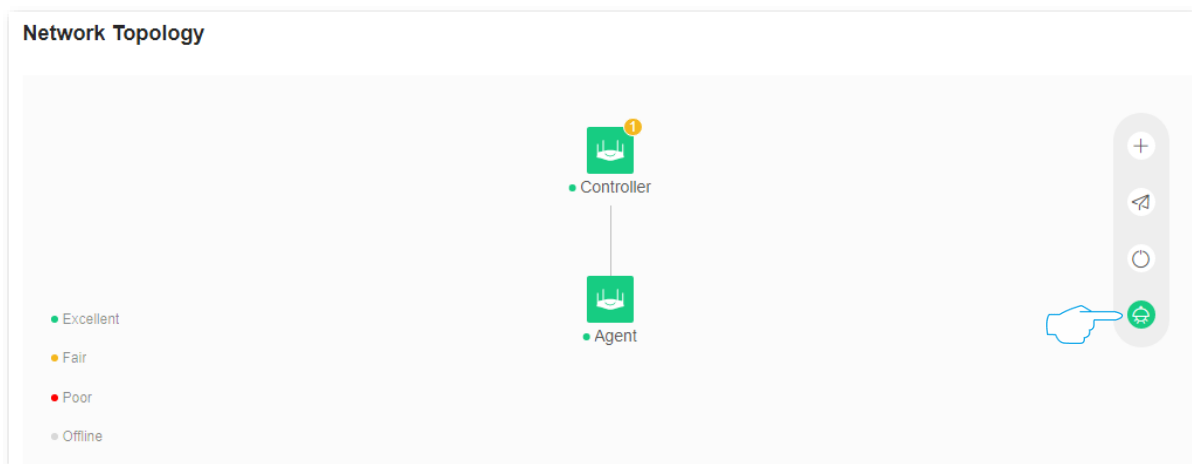 Network Topology
1
Controller
Agent
Excellent
Fair
Poor
Offline